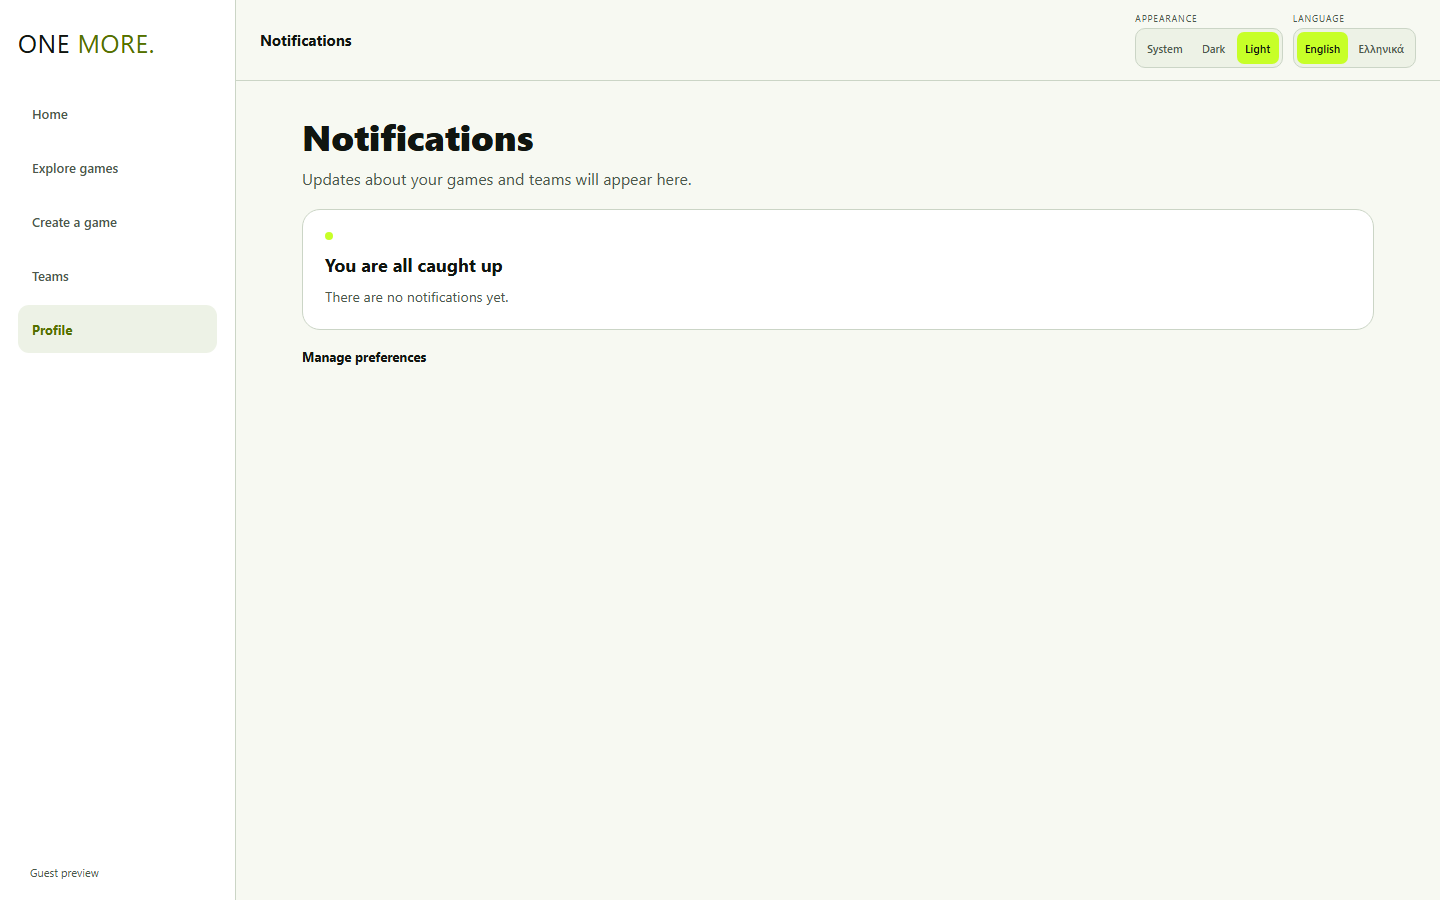 ONE MORE.
Home
Explore games
Create a game
Teams
Profile
Guest preview
Notifications
APPEARANCE
System Dark Light
LANGUAGE
English Ελληνικά
Notifications
Updates about your games and teams will appear here.
You are all caught up
There are no notifications yet.
Manage preferences